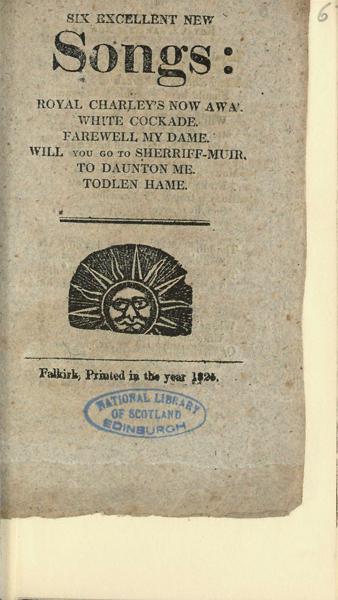 6
SIX EXCELLENT NEW
Songs:
ROYAL CHARLEY'S NOW AWA'.
WHITE COCKADE.
FAREWELL MY DAME.
WILL YOU GO TO SHERRIFF-MUIR.
TO DAUNTON ME.
TODLEN HAME.
Falkirk, Printed in the year
NATIONAL LIBRARY
OF SCOTLAND
EDINBURGH